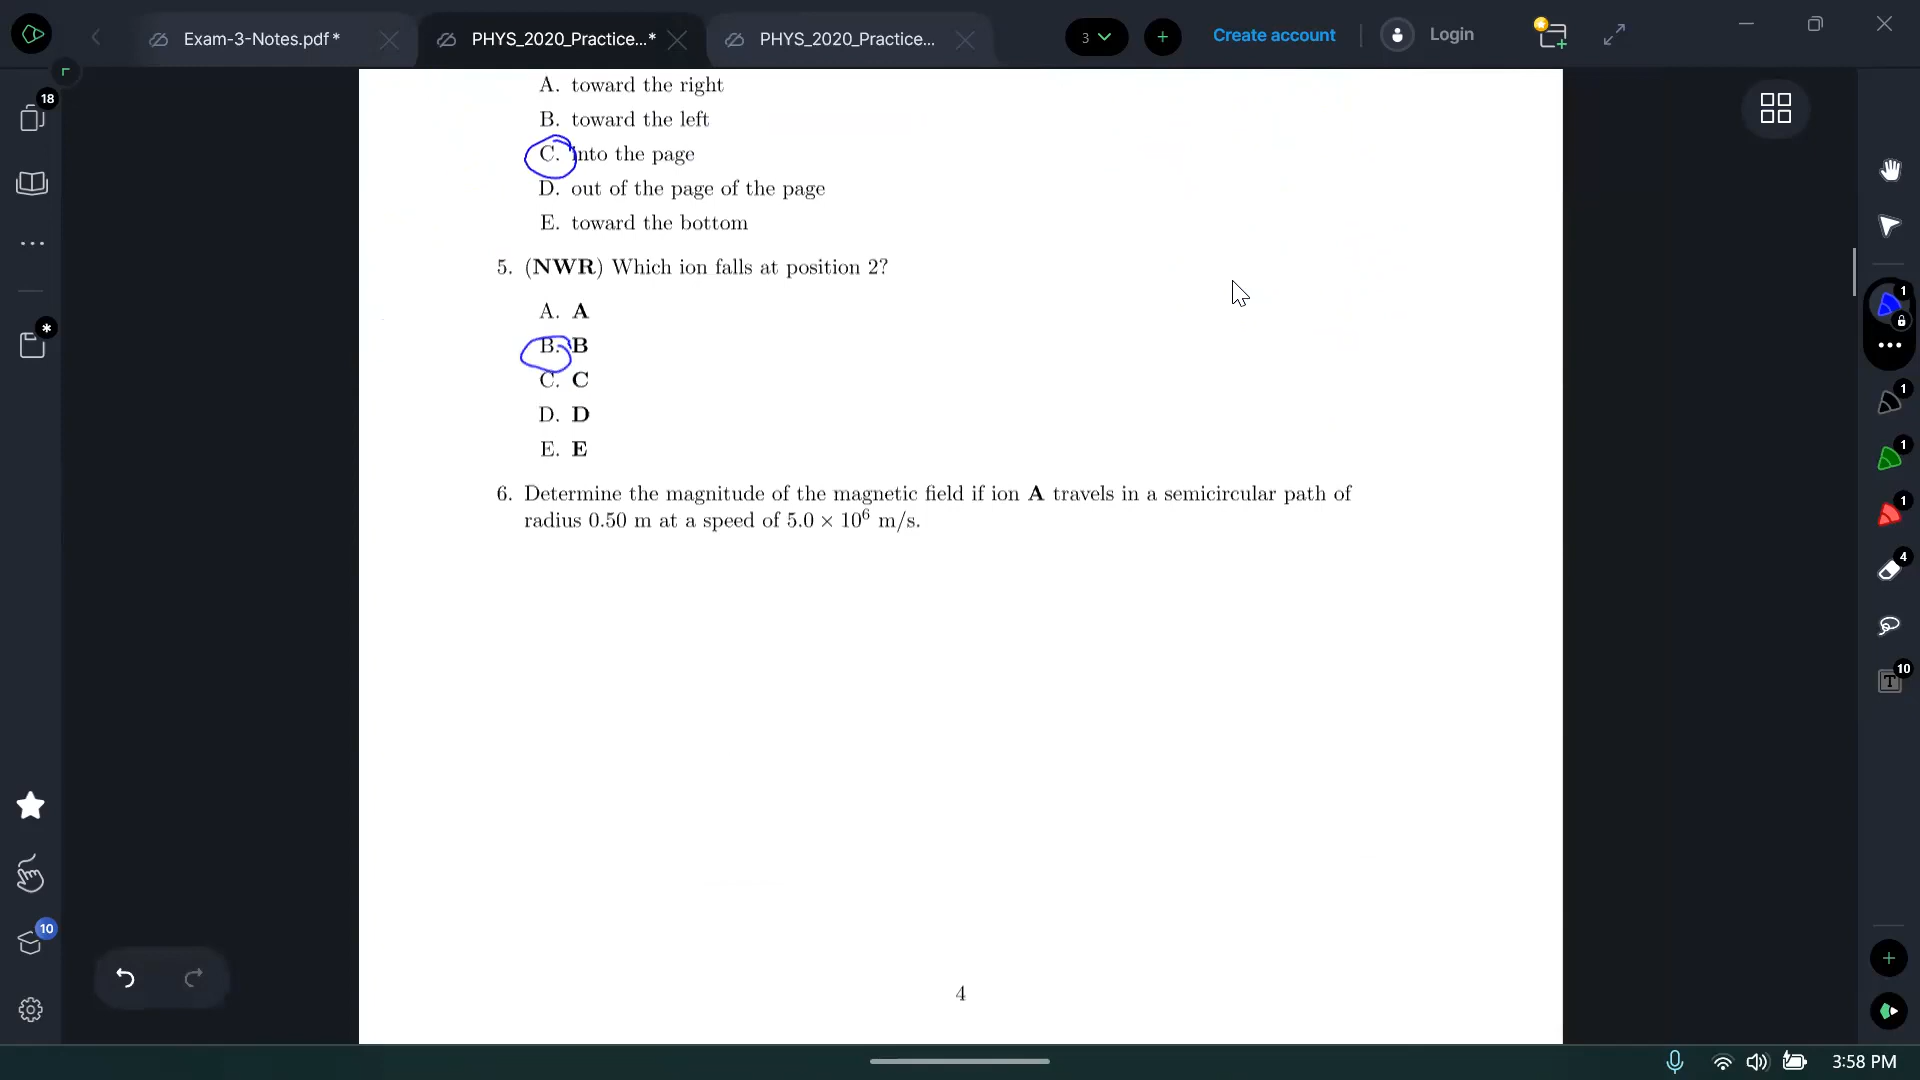 Exam-3-Notes.pdf *
PHYS_2020_Practice...*
PHYS_2020_Practice...
3
Create account
Login
18
A. toward the right
B. toward the left
C. into the page
D. out of the page of the page
E. toward the bottom
5. (NWR) Which ion falls at position 2?
A. A
B. B
C. C
D. D
E. E
6. Determine the magnitude of the magnetic field if ion A travels in a semicircular path of
radius 0.50 m at a speed of 5.0 × 10⁶ m/s.
4
1
1
1
1
4
10
10
3:58 PM